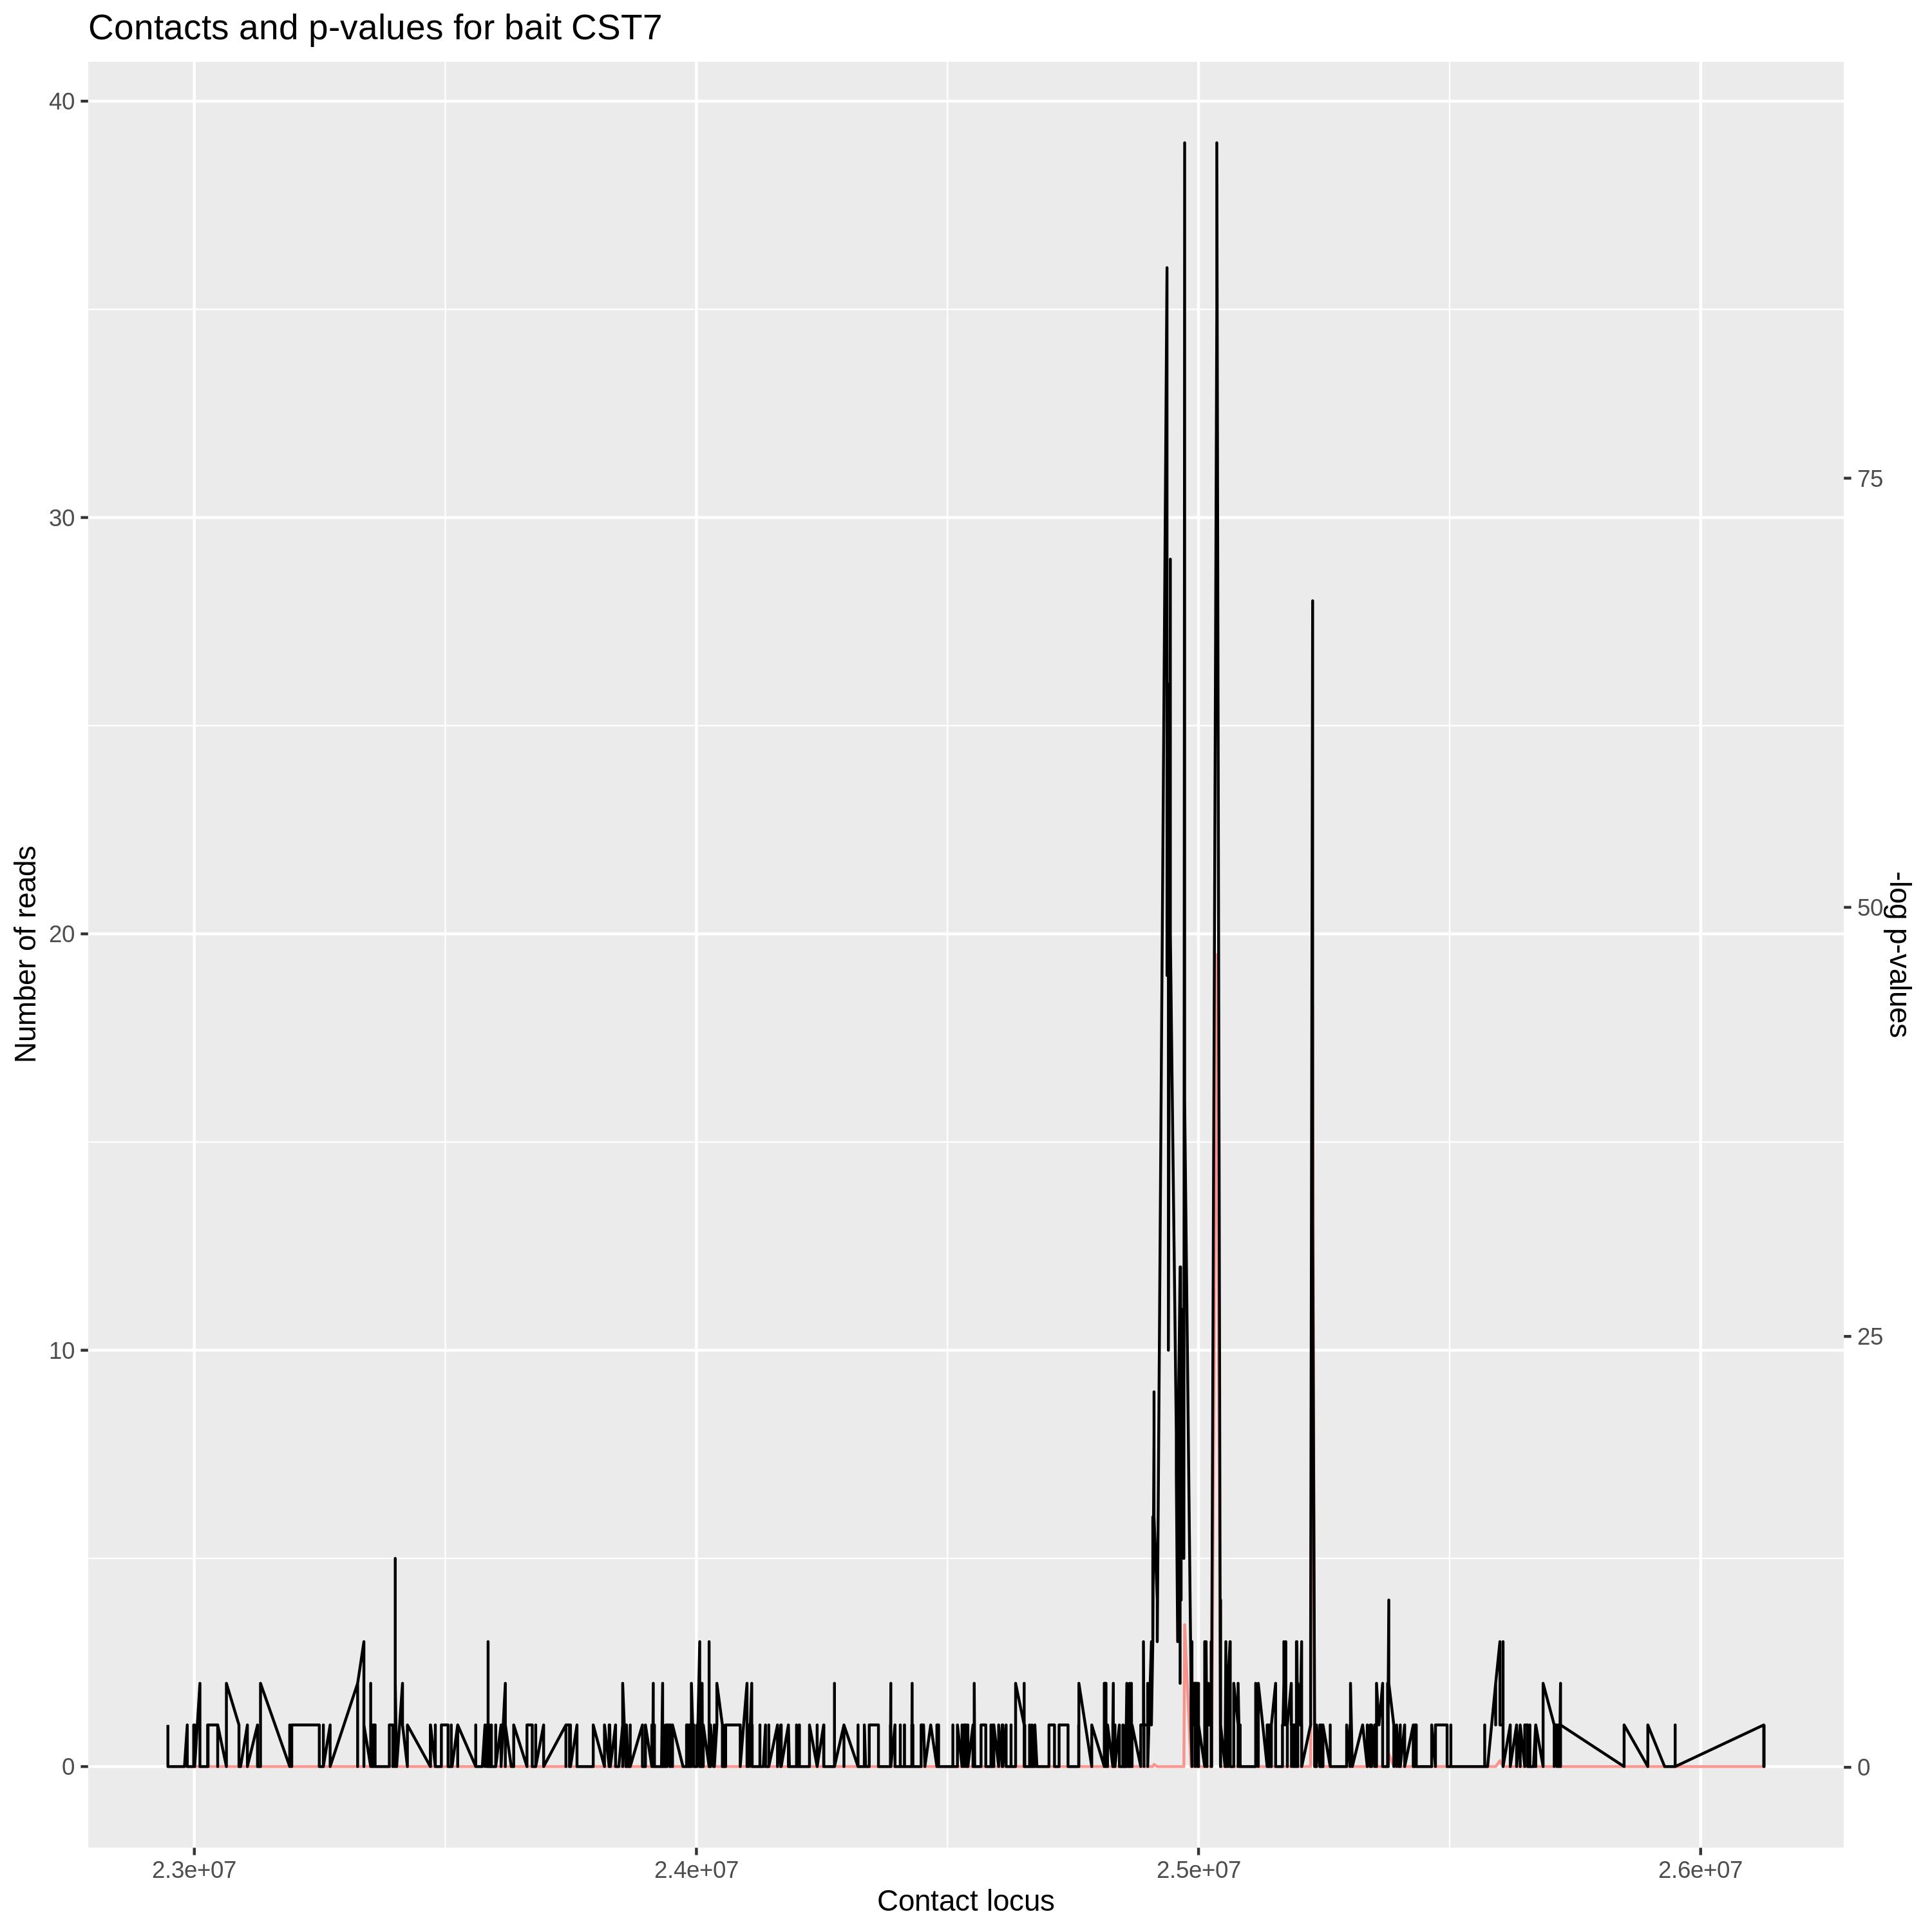 Contacts and p-values for bait CST7
40
30
20
10
0
Number of reads
75
50
25
0
-log p-values
2.3e+07
2.4e+07
2.5e+07
2.6e+07
Contact locus